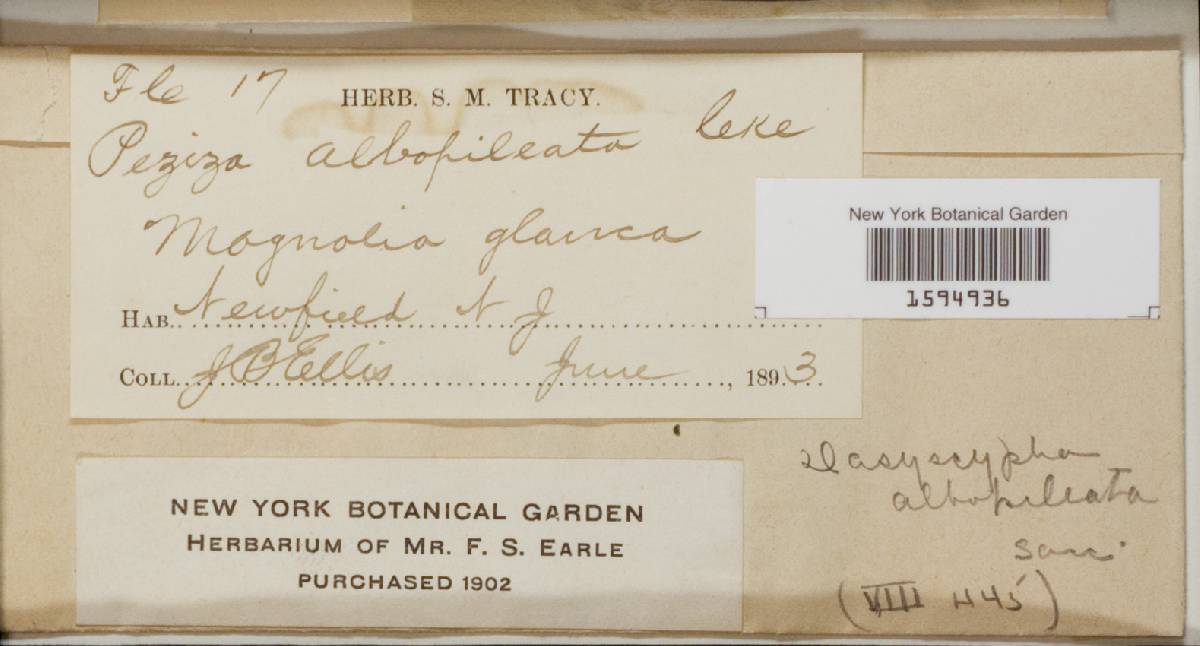 Fle 17
HERB. S. M. TRACY.
Peziza albopileata Ceke
Magnolia glauca
HAB. Newfield N J
COLL. J B Ellis June, 1893
New York Botanical Garden
1594936
NEW YORK BOTANICAL GARDEN
HERBARIUM OF MR. F. S. EARLE
PURCHASED 1902
Dasyscypha
albopileata
Sacc.
(VIII 445)